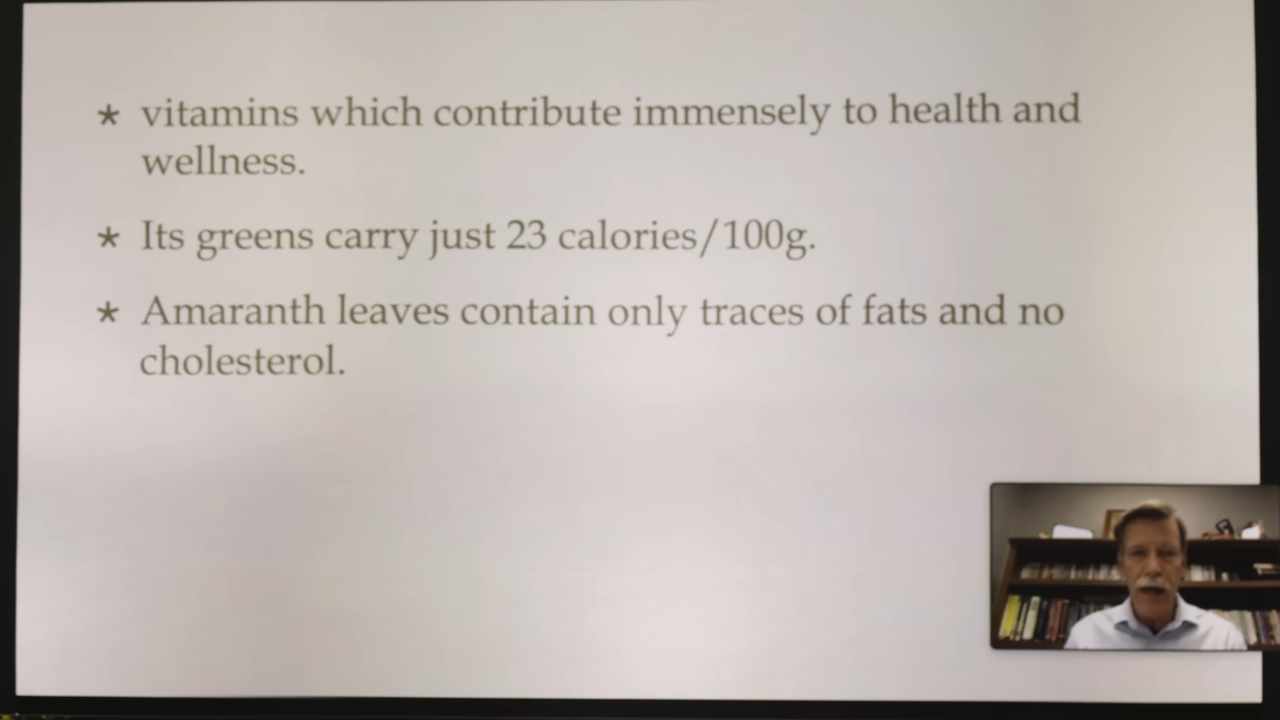 * vitamins which contribute immensely to health and
wellness.
* Its greens carry just 23 calories/100g.
* Amaranth leaves contain only traces of fats and no
cholesterol.